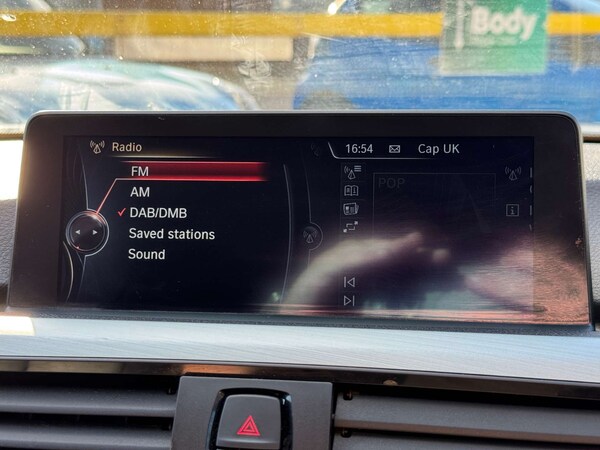 Body
Radio
16:54 Cap UK
FM
AM
DAB/DMB
Saved stations
Sound
POP